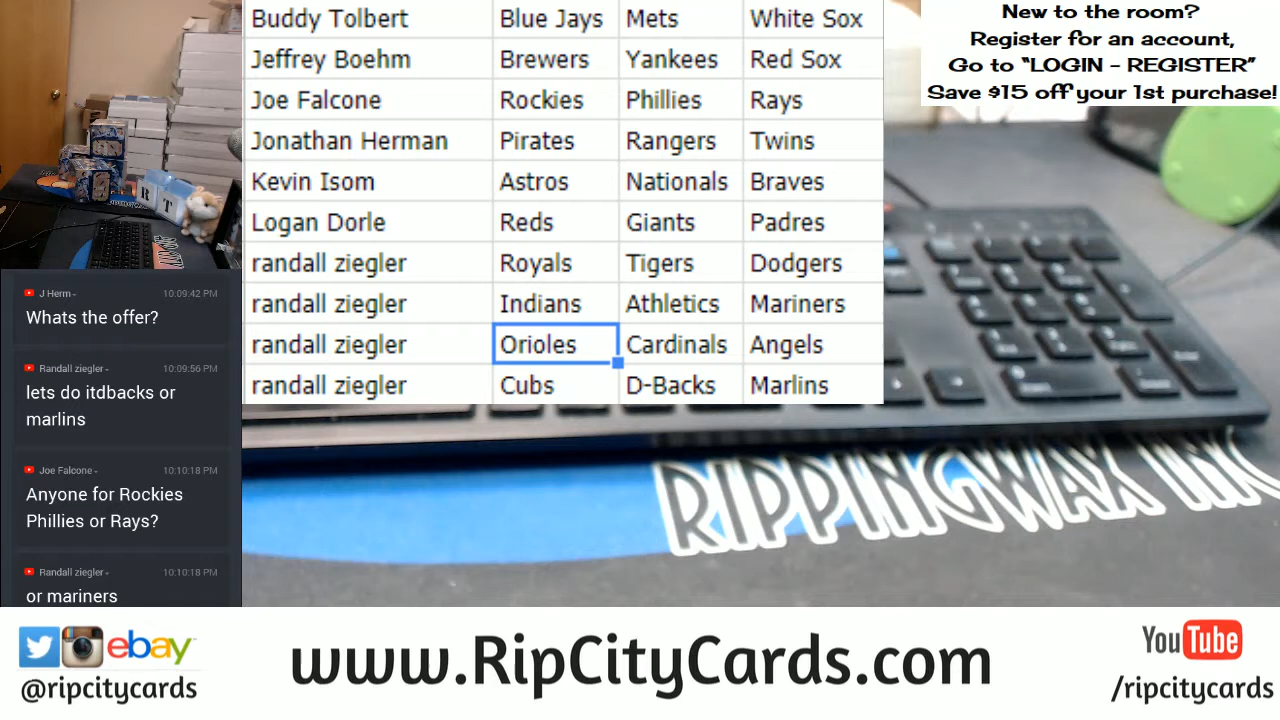 Buddy Tolbert Blue Jays Mets White Sox
Jeffrey Boehm Brewers Yankees Red Sox
Joe Falcone Rockies Phillies Rays
Jonathan Herman Pirates Rangers Twins
Kevin Isom Astros Nationals Braves
Logan Dorle Reds Giants Padres
randall ziegler Royals Tigers Dodgers
randall ziegler Indians Athletics Mariners
randall ziegler Orioles Cardinals Angels
randall ziegler Cubs D-Backs Marlins
New to the room?
Register for an account,
Go to “LOGIN - REGISTER”
Save $15 off your 1st purchase!
R T
J Herm 10:09:42 PM
Whats the offer?
Randall ziegler 10:09:56 PM
lets do itdbacks or
marlins
Joe Falcone 10:10:18 PM
Anyone for Rockies
Phillies or Rays?
Randall ziegler 10:10:18 PM
or mariners
RIPPINGWAX INC
ebay
@ripcitycards
www.RipCityCards.com
YouTube
/ripcitycards